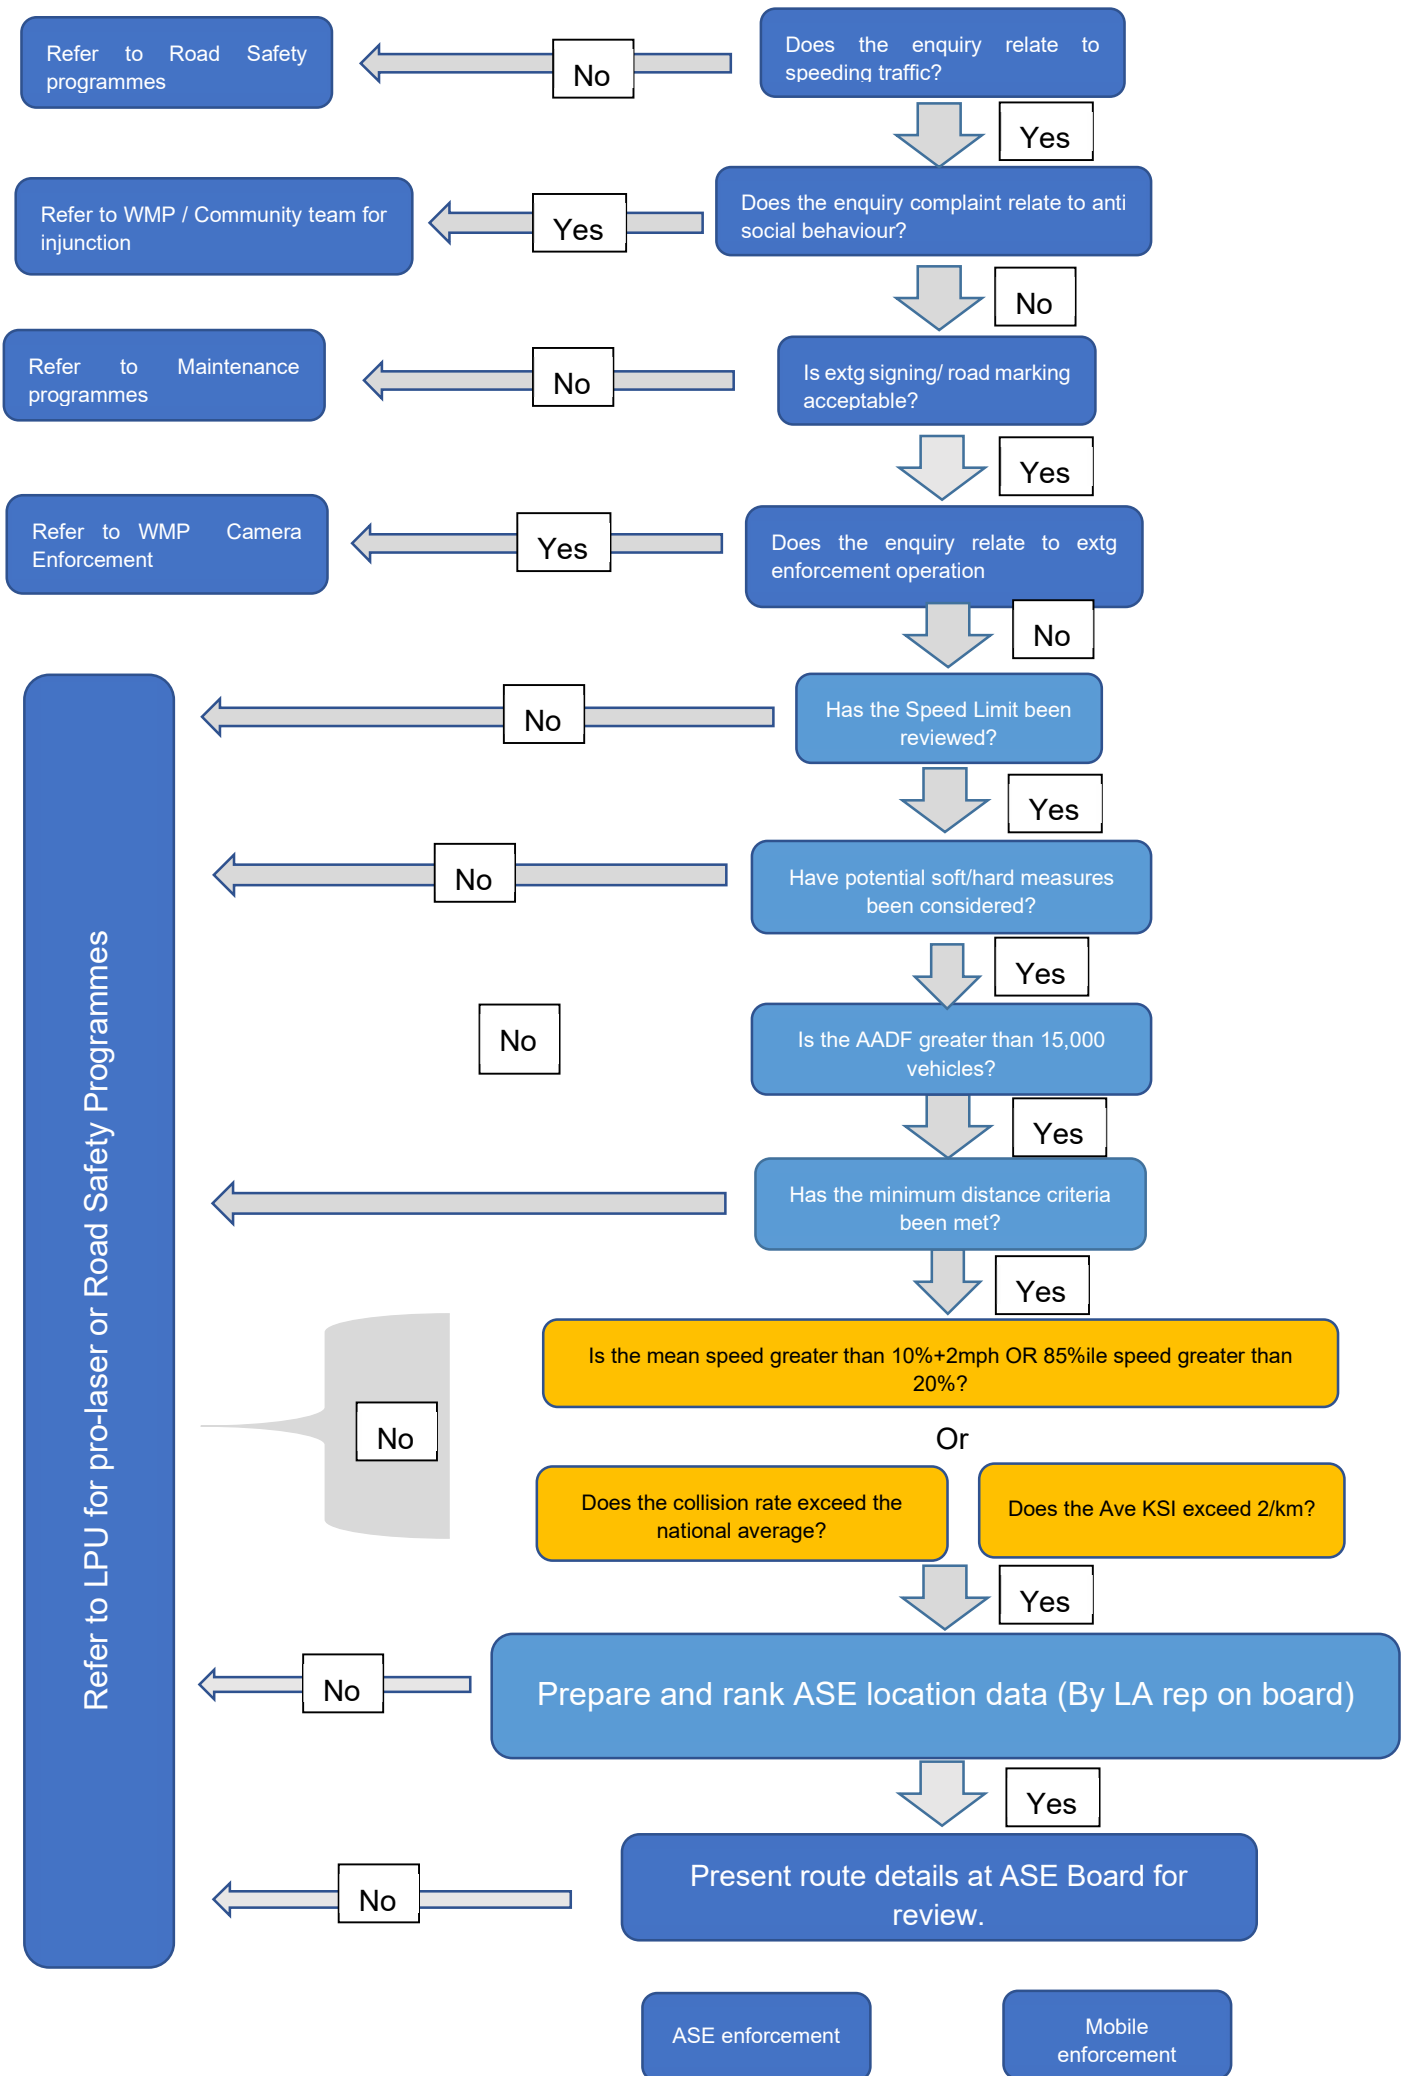 Refer to Road Safety
programmes
No
Does the enquiry relate to
speeding traffic?
Yes
Refer to WMP / Community team for
injunction
Yes
Does the enquiry complaint relate to anti
social behaviour?
No
Refer to Maintenance
programmes
No
Is extg signing/ road marking
acceptable?
Yes
Refer to WMP Camera
Enforcement
Yes
Does the enquiry relate to extg
enforcement operation
No
Refer to LPU for pro-laser or Road Safety Programmes
No
Has the Speed Limit been
reviewed?
Yes
No
Have potential soft/hard measures
been considered?
Yes
No
Is the AADF greater than 15,000
vehicles?
Yes
Has the minimum distance criteria
been met?
Yes
Is the mean speed greater than 10%+2mph OR 85%ile speed greater than
20%?
No
Or
Does the collision rate exceed the
national average?
Does the Ave KSI exceed 2/km?
Yes
No
Prepare and rank ASE location data (By LA rep on board)
Yes
No
Present route details at ASE Board for
review.
ASE enforcement
Mobile
enforcement